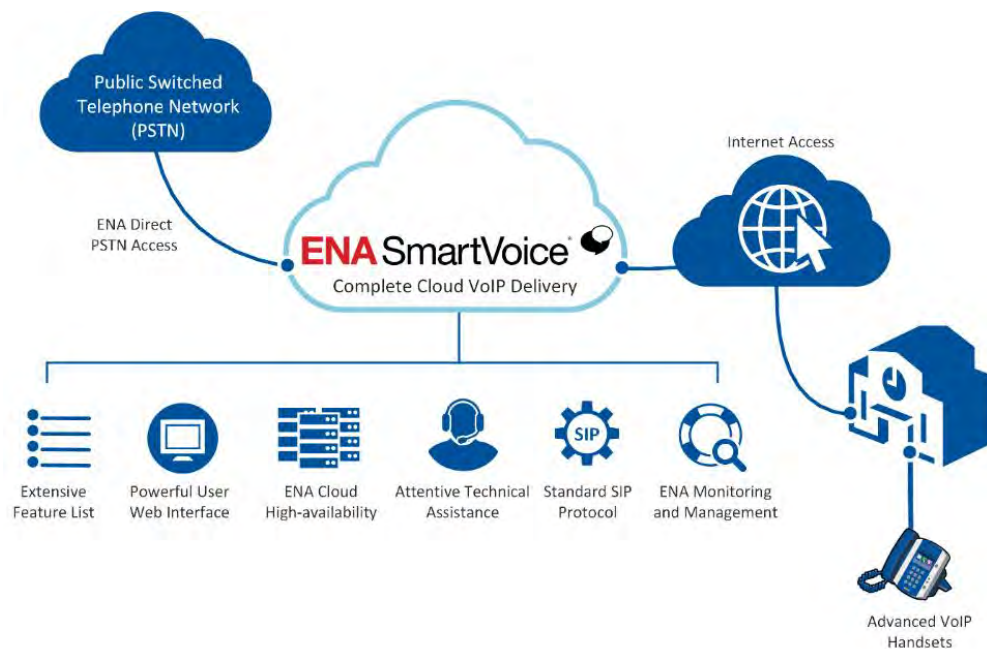 Public Switched
Telephone Network
(PSTN)
Internet Access
ENA Direct
PSTN Access
ENA SmartVoice®
Complete Cloud VoIP Delivery
SIP
Extensive
Feature List
Powerful User
Web Interface
ENA Cloud
High-availability
Attentive Technical
Assistance
Standard SIP
Protocol
ENA Monitoring
and Management
Advanced VoIP
Handsets